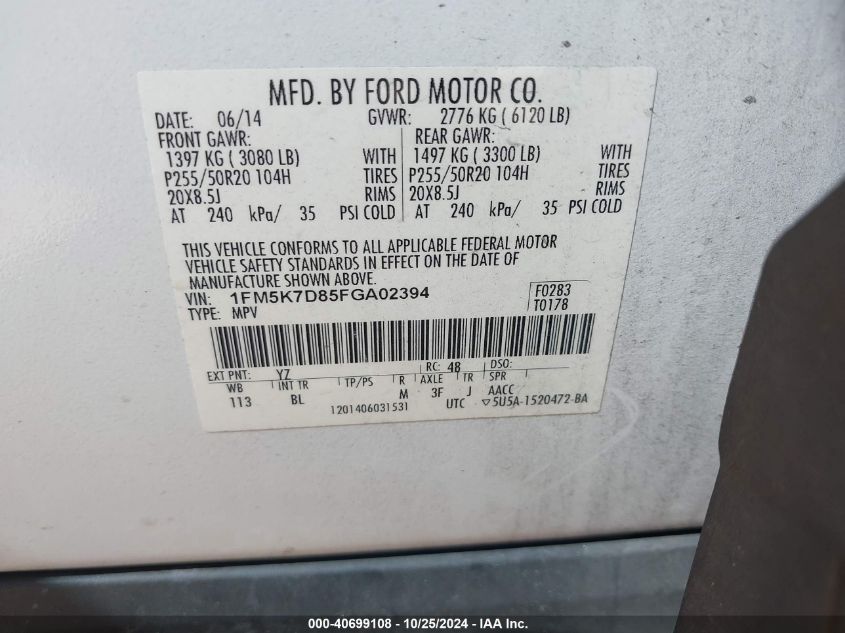 MFD. BY FORD MOTOR CO.
DATE: 06/14 GVWR: 2776 KG ( 6120 LB)
FRONT GAWR: REAR GAWR:
1397 KG ( 3080 LB) WITH 1497 KG ( 3300 LB) WITH
P255/50R20 104H TIRES P255/50R20 104H TIRES
20X8.5J RIMS 20X8.5J RIMS
AT 240 kPa/ 35 PSI COLD AT 240 kPa/ 35 PSI COLD
THIS VEHICLE CONFORMS TO ALL APPLICABLE FEDERAL MOTOR
VEHICLE SAFETY STANDARDS IN EFFECT ON THE DATE OF
MANUFACTURE SHOWN ABOVE.
VIN: 1FM5K7D85FGA02394 F0283
TYPE: MPV T0178
EXT PNT: YZ RC: 48 DSO:
WB INT TR TP/PS R AXLE TR SPR
113 BL M 3F J AACC
1201406031531 UTC ▽5U5A-1520472-BA
000-40699108 - 10/25/2024 - IAA Inc.